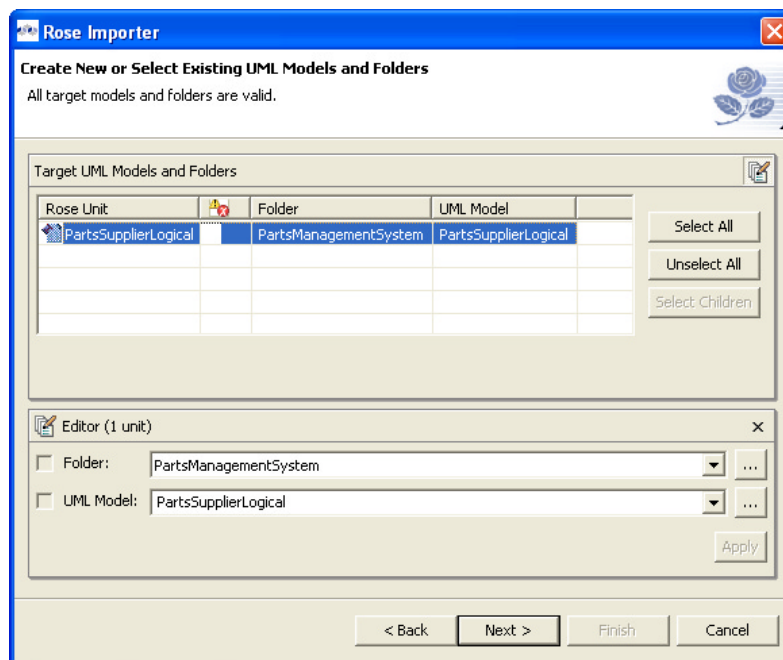 Rose Importer
Create New or Select Existing UML Models and Folders
All target models and folders are valid.
Target UML Models and Folders
Rose Unit Folder UML Model
PartsSupplierLogical PartsManagementSystem PartsSupplierLogical
Select All
Unselect All
Select Children
Editor (1 unit)
Folder: PartsManagementSystem ...
UML Model: PartsSupplierLogical ...
Apply
< Back Next > Finish Cancel